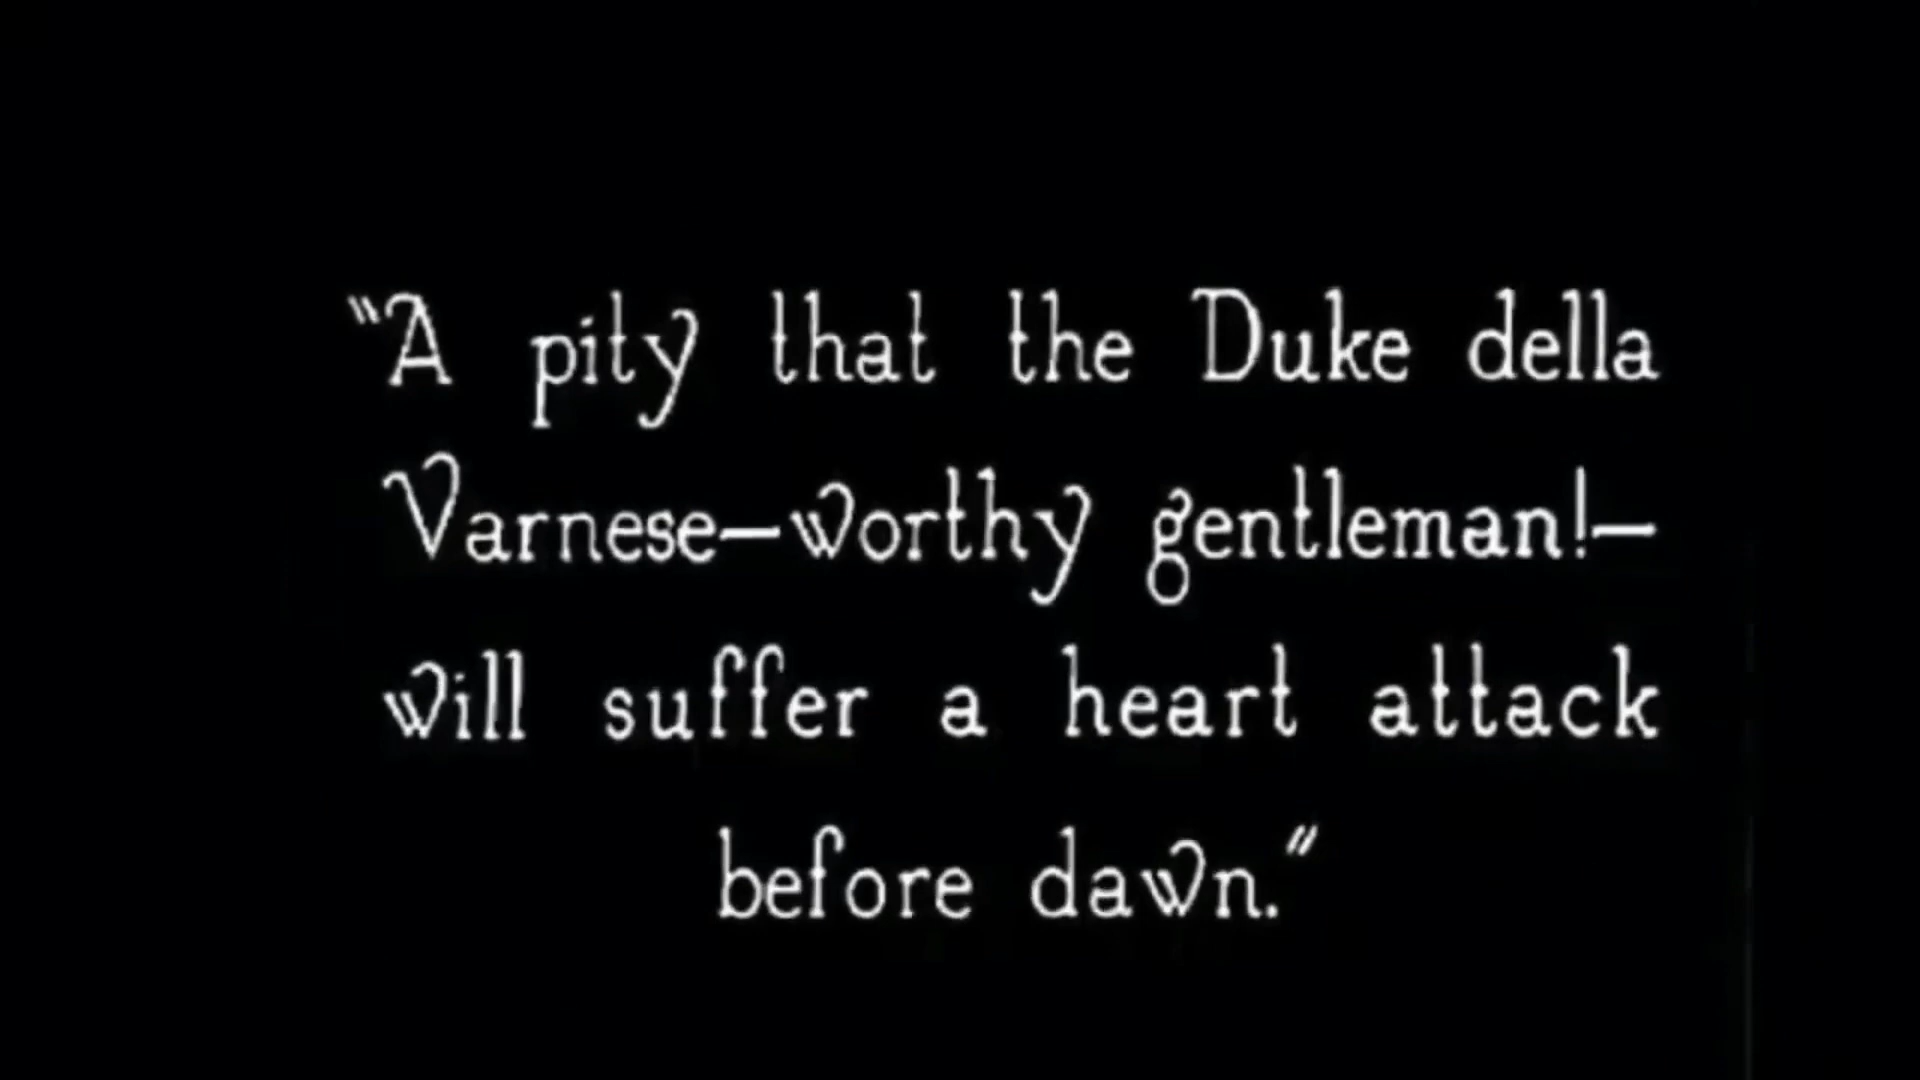 "A pity that the Duke della
Varnese—worthy gentleman!—
will suffer a heart attack
before dawn."